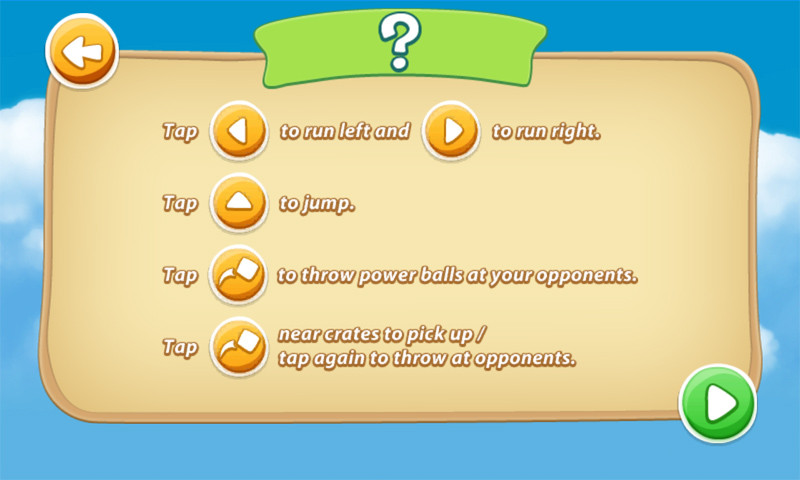 ?
Tap to run left and to run right.
Tap to jump.
Tap to throw power balls at your opponents.
Tap near crates to pick up /
tap again to throw at opponents.